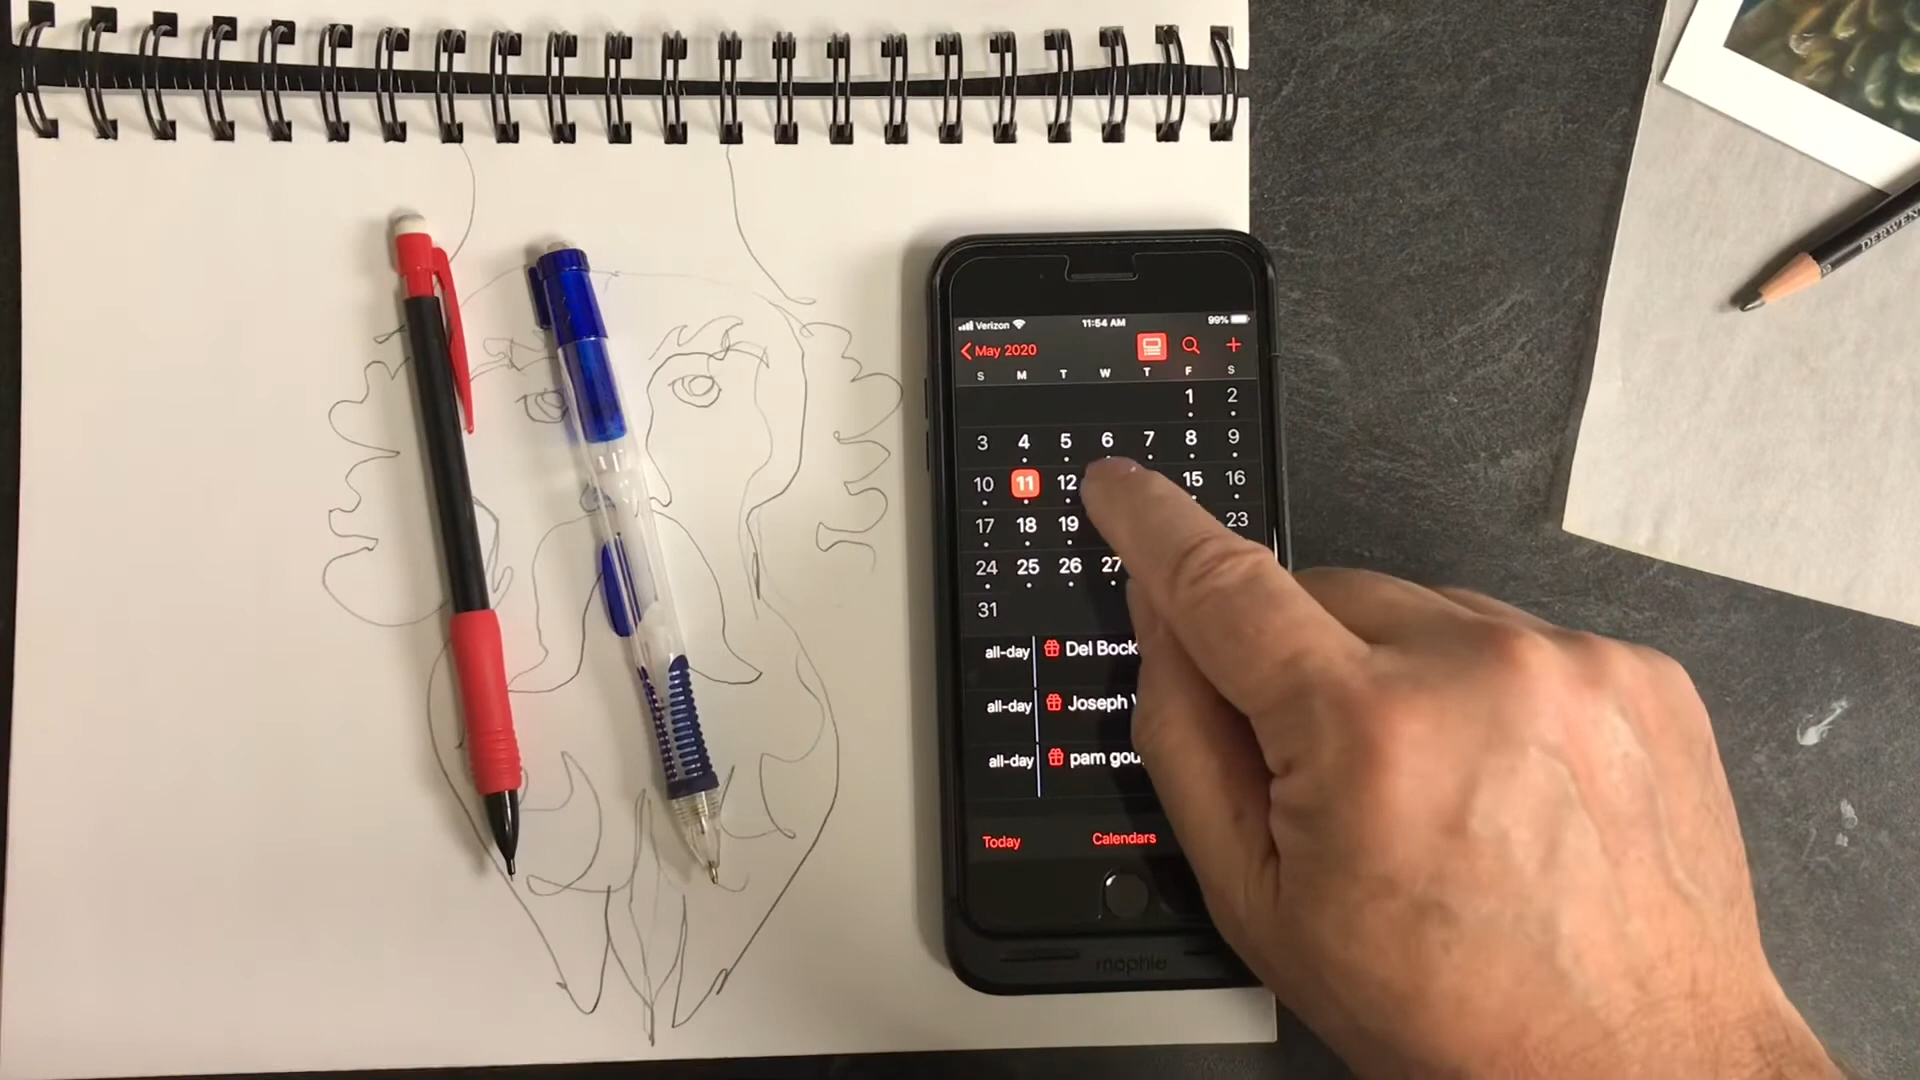 Verizon 11:54 AM 99%
May 2020
S M T W T F S
1 2
3 4 5 6 7 8 9
10 11 12 15 16
17 18 19 23
24 25 26 27
31
all-day Del Bock
all-day Joseph
all-day pam
Today Calendars
mophie
DERWEN